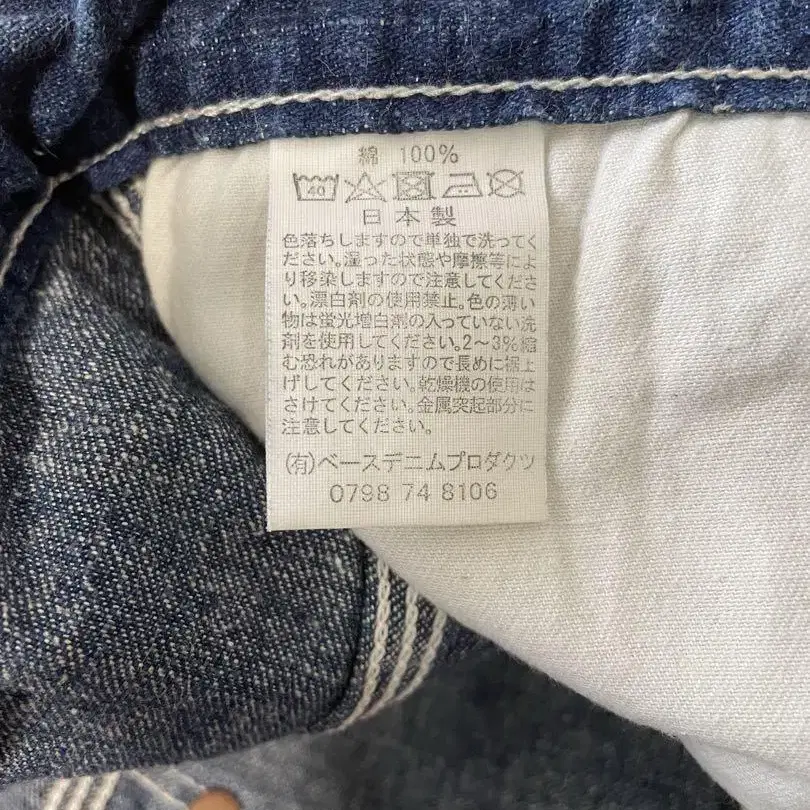 綿 100%
40
日本製
色落ちしますので単独で洗ってく
ださい。湿った状態や摩擦等によ
り移染しますので注意してくださ
い。漂白剤の使用禁止。色の薄い
物は蛍光増白剤の入っていない洗
剤を使用してください。2〜3%縮
む恐れがありますので長めに裾上
げしてください。乾燥機の使用は
さけてください。金属突起部分に
注意してください。
(有)ベースデニムプロダクツ
0798 74 8106